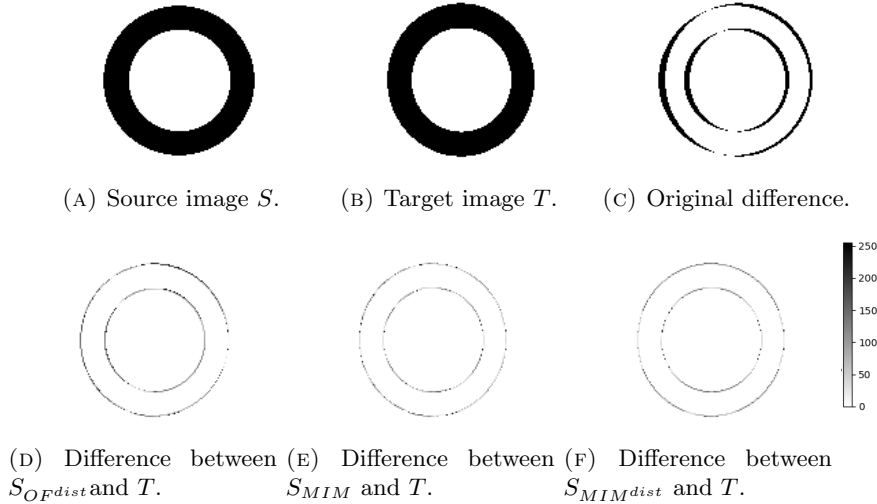 (A) Source image S.
(B) Target image T.
(C) Original difference.
250
200
150
100
50
0
(D) Difference between
S_{OF^{dist}} and T.
(E) Difference between
S_{MIM} and T.
(F) Difference between
S_{MIM^{dist}} and T.